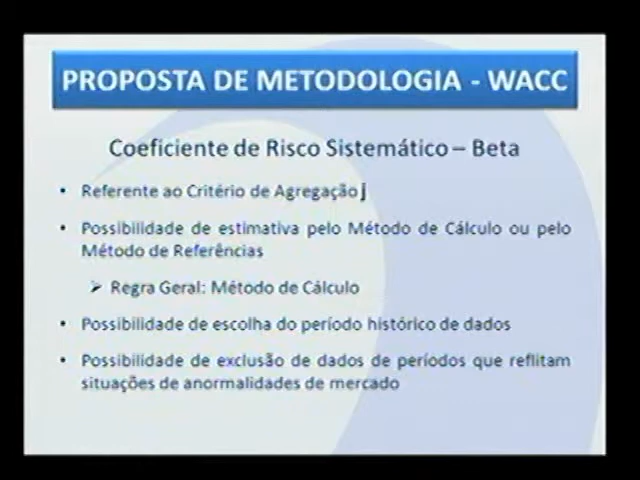 PROPOSTA DE METODOLOGIA - WACC
Coeficiente de Risco Sistemático – Beta
• Referente ao Critério de Agregação j
• Possibilidade de estimativa pelo Método de Cálculo ou pelo
Método de Referências
➢ Regra Geral: Método de Cálculo
• Possibilidade de escolha do período histórico de dados
• Possibilidade de exclusão de dados de períodos que reflitam
situações de anormalidades de mercado